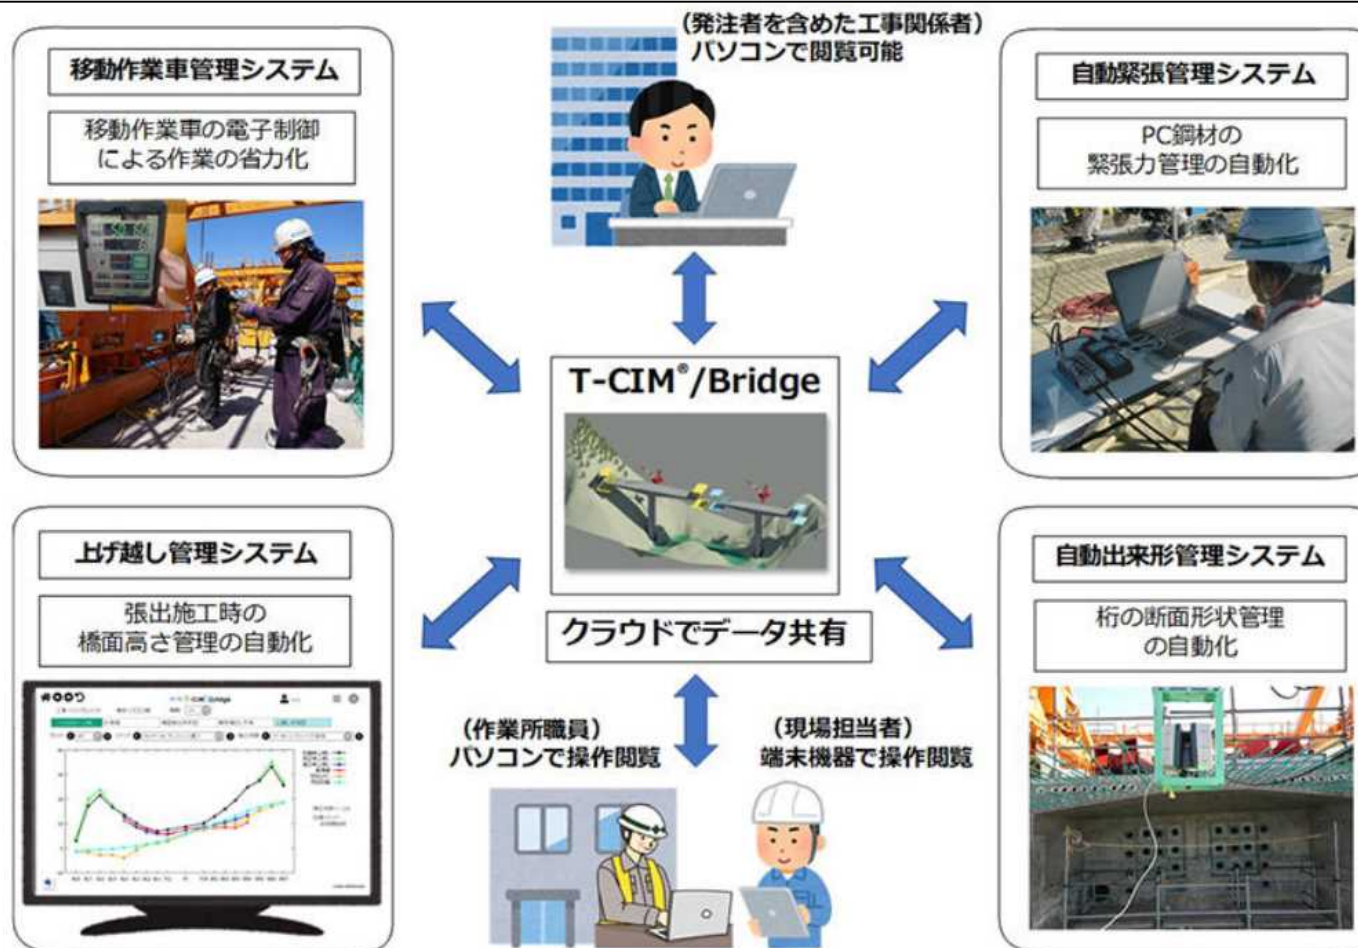 移動作業車管理システム
移動作業車の電子制御
による作業の省力化
(発注者を含めた工事関係者)
パソコンで閲覧可能
自動緊張管理システム
PC鋼材の
緊張力管理の自動化
T-CIM®/Bridge
クラウドでデータ共有
上げ越し管理システム
張出施工時の
橋面高さ管理の自動化
自動出来形管理システム
桁の断面形状管理
の自動化
(作業所職員)
パソコンで操作閲覧
(現場担当者)
端末機器で操作閲覧